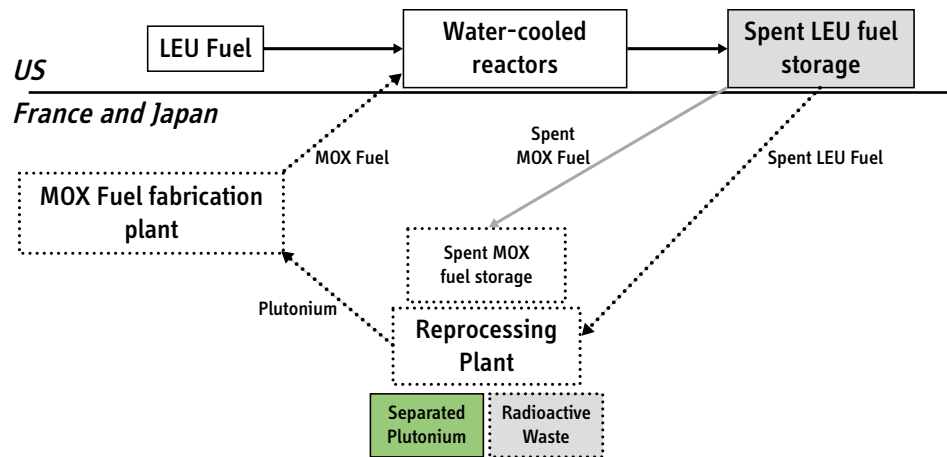 LEU Fuel
Water-cooled
reactors
Spent LEU fuel
storage
US
France and Japan
MOX Fuel
Spent
MOX Fuel
Spent LEU Fuel
MOX Fuel fabrication
plant
Spent MOX
fuel storage
Plutonium
Reprocessing
Plant
Separated
Plutonium
Radioactive
Waste